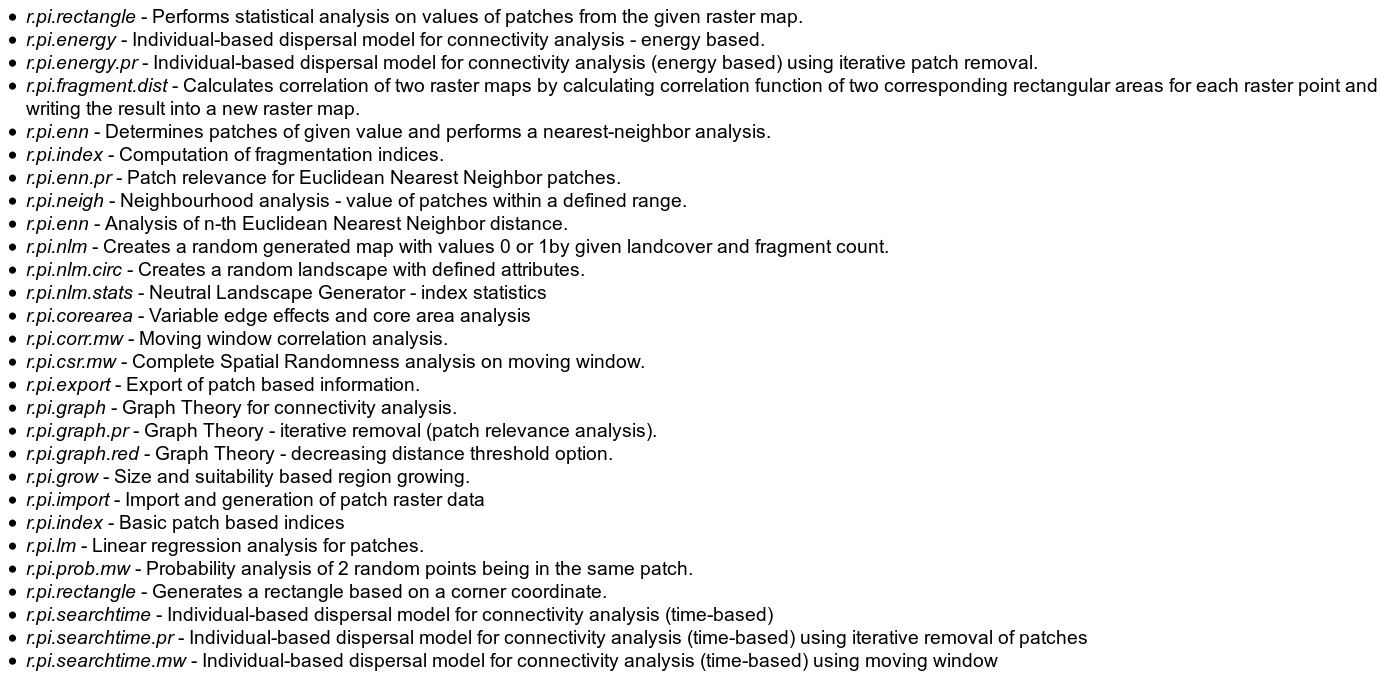 • r.pi.rectangle - Performs statistical analysis on values of patches from the given raster map.
• r.pi.energy - Individual-based dispersal model for connectivity analysis - energy based.
• r.pi.energy.pr - Individual-based dispersal model for connectivity analysis (energy based) using iterative patch removal.
• r.pi.fragment.dist - Calculates correlation of two raster maps by calculating correlation function of two corresponding rectangular areas for each raster point and
writing the result into a new raster map.
• r.pi.enn - Determines patches of given value and performs a nearest-neighbor analysis.
• r.pi.index - Computation of fragmentation indices.
• r.pi.enn.pr - Patch relevance for Euclidean Nearest Neighbor patches.
• r.pi.neigh - Neighbourhood analysis - value of patches within a defined range.
• r.pi.enn - Analysis of n-th Euclidean Nearest Neighbor distance.
• r.pi.nlm - Creates a random generated map with values 0 or 1by given landcover and fragment count.
• r.pi.nlm.circ - Creates a random landscape with defined attributes.
• r.pi.nlm.stats - Neutral Landscape Generator - index statistics
• r.pi.corearea - Variable edge effects and core area analysis
• r.pi.corr.mw - Moving window correlation analysis.
• r.pi.csr.mw - Complete Spatial Randomness analysis on moving window.
• r.pi.export - Export of patch based information.
• r.pi.graph - Graph Theory for connectivity analysis.
• r.pi.graph.pr - Graph Theory - iterative removal (patch relevance analysis).
• r.pi.graph.red - Graph Theory - decreasing distance threshold option.
• r.pi.grow - Size and suitability based region growing.
• r.pi.import - Import and generation of patch raster data
• r.pi.index - Basic patch based indices
• r.pi.lm - Linear regression analysis for patches.
• r.pi.prob.mw - Probability analysis of 2 random points being in the same patch.
• r.pi.rectangle - Generates a rectangle based on a corner coordinate.
• r.pi.searchtime - Individual-based dispersal model for connectivity analysis (time-based)
• r.pi.searchtime.pr - Individual-based dispersal model for connectivity analysis (time-based) using iterative removal of patches
• r.pi.searchtime.mw - Individual-based dispersal model for connectivity analysis (time-based) using moving window